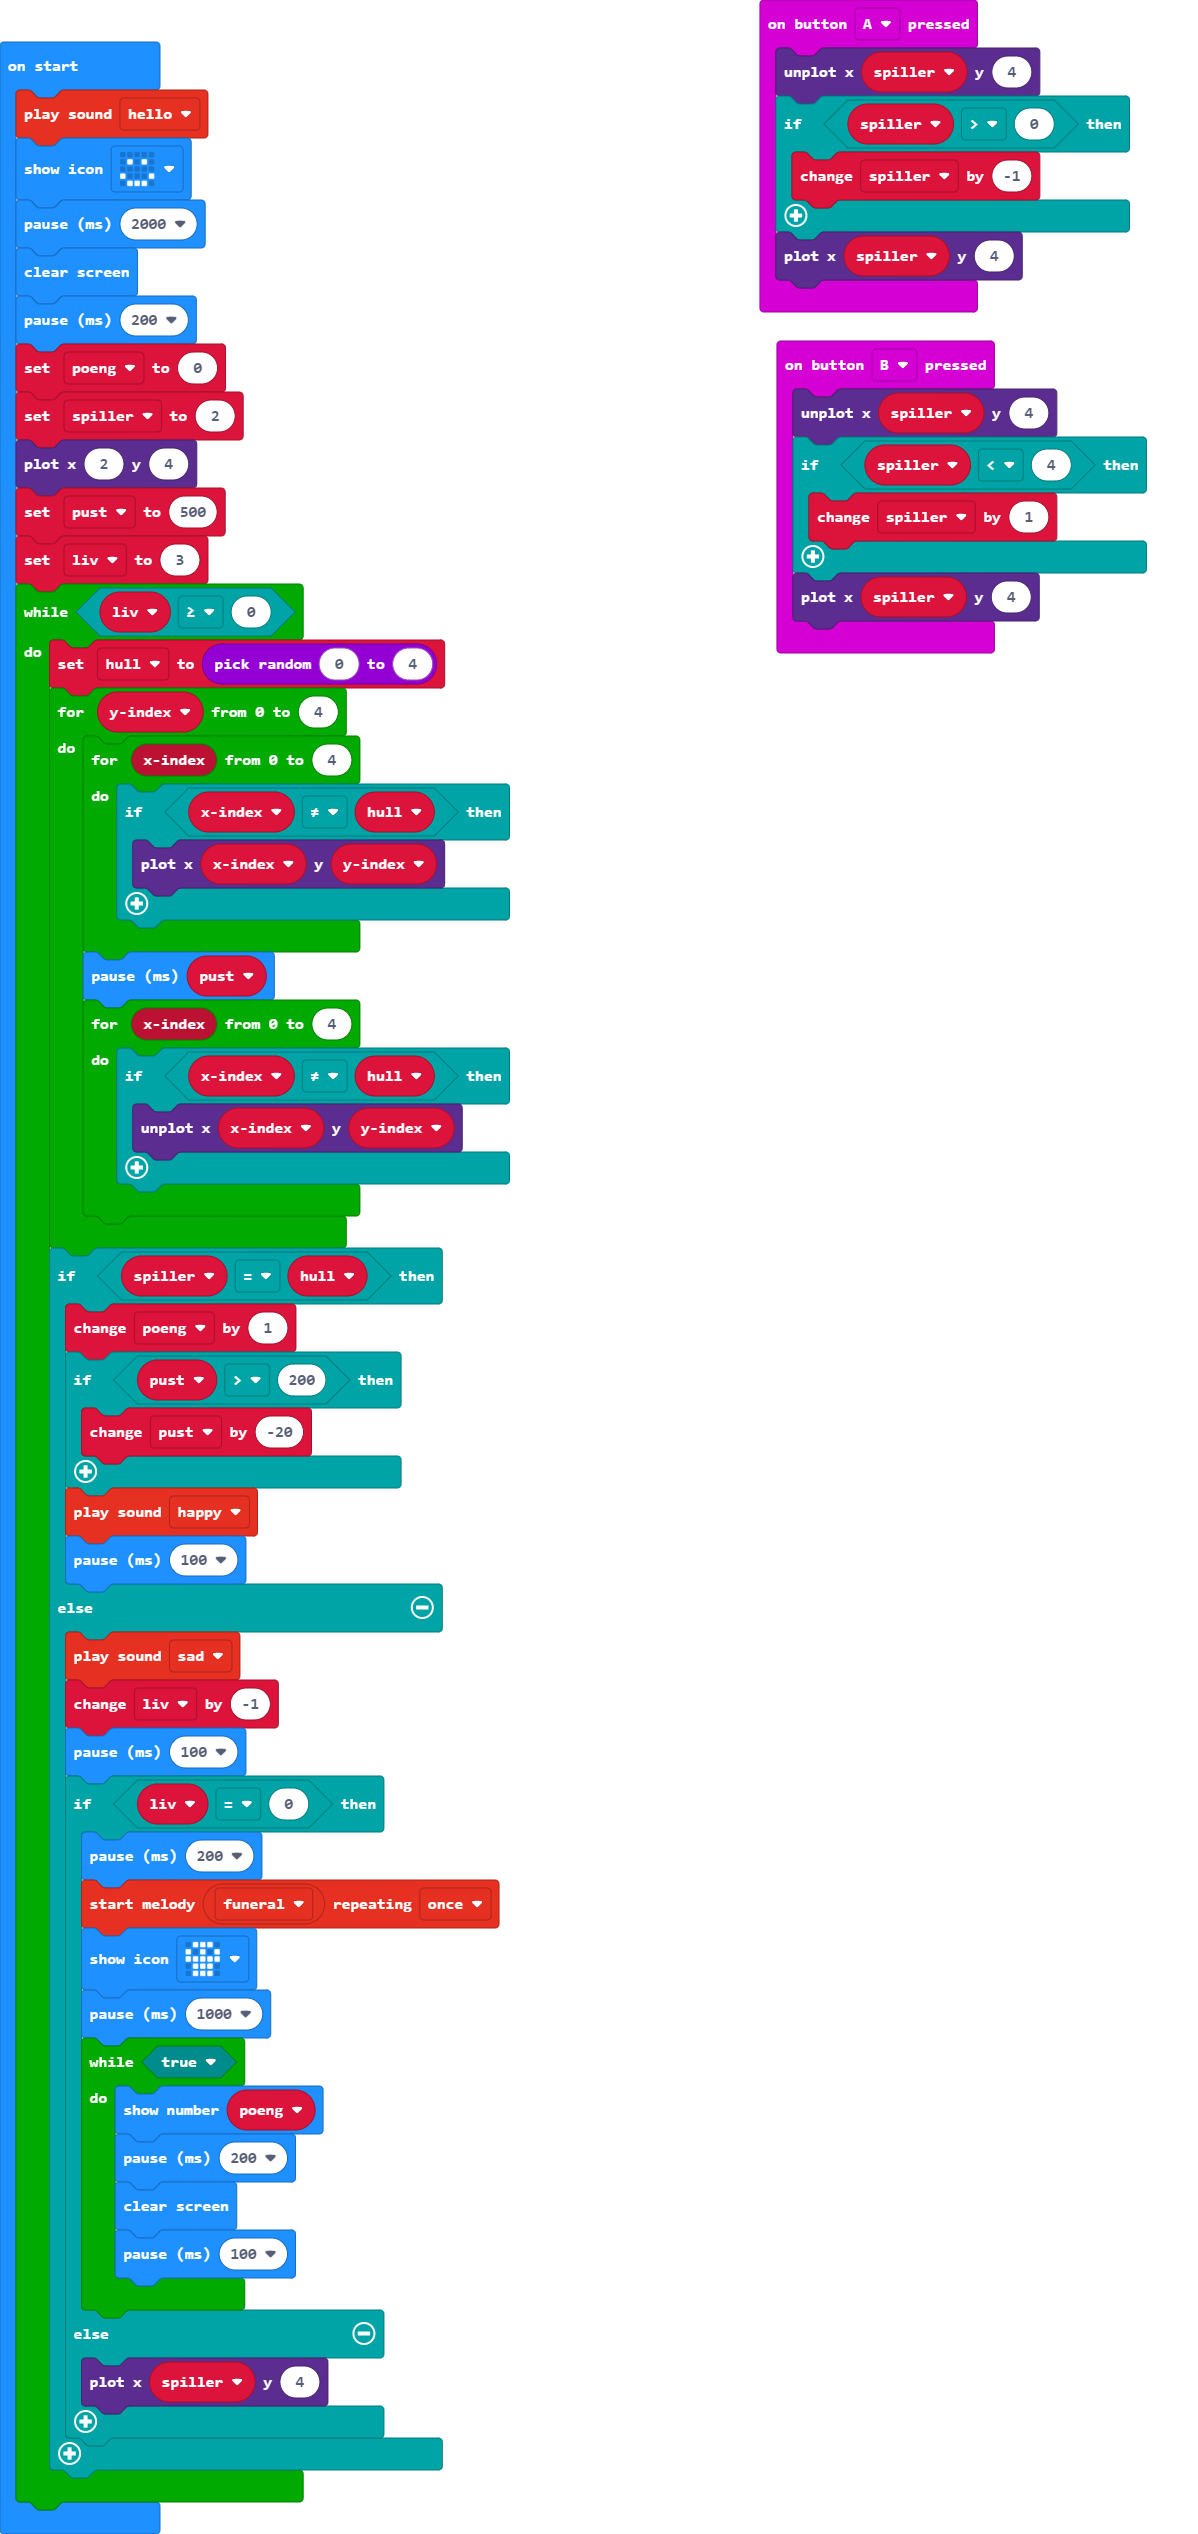 on start
play sound hello
show icon
pause (ms) 2000
clear screen
pause (ms) 200
set poeng to 0
set spiller to 2
plot x 2 y 4
set pust to 500
set liv to 3
while liv ≥ 0
do set hull to pick random 0 to 4
for y-index from 0 to 4
do for x-index from 0 to 4
do if x-index ≠ hull then
plot x x-index y y-index
pause (ms) pust
for x-index from 0 to 4
do if x-index ≠ hull then
unplot x x-index y y-index
if spiller = hull then
change poeng by 1
if pust > 200 then
change pust by -20
play sound happy
pause (ms) 100
else
play sound sad
change liv by -1
pause (ms) 100
if liv = 0 then
pause (ms) 200
start melody funeral repeating once
show icon
pause (ms) 1000
while true
do show number poeng
pause (ms) 200
clear screen
pause (ms) 100
else
plot x spiller y 4
on button A pressed
unplot x spiller y 4
if spiller > 0 then
change spiller by -1
plot x spiller y 4
on button B pressed
unplot x spiller y 4
if spiller < 4 then
change spiller by 1
plot x spiller y 4